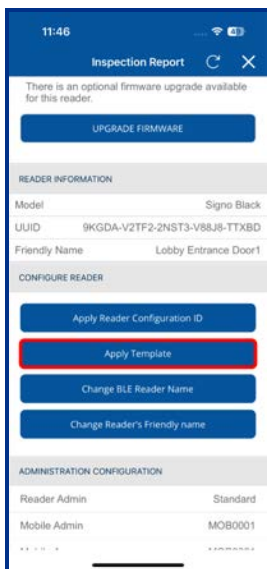 11:46
Inspection Report
There is an optional firmware upgrade available
for this reader.
UPGRADE FIRMWARE
READER INFORMATION
Model Signo Black
UUID 9KGDA-V2TF2-2NST3-V88J8-TTXBD
Friendly Name Lobby Entrance Door1
CONFIGURE READER
Apply Reader Configuration ID
Apply Template
Change BLE Reader Name
Change Reader's Friendly name
ADMINISTRATION CONFIGURATION
Reader Admin Standard
Mobile Admin MOB0001